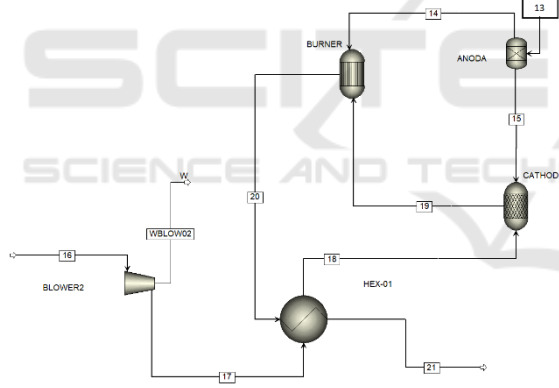 13
14
BURNER
ANODA
15
SCITE
SCIENCE AND TECH
CATHOD
W
20
19
WBLOW02
16
18
BLOWER2
HEX-01
17
21